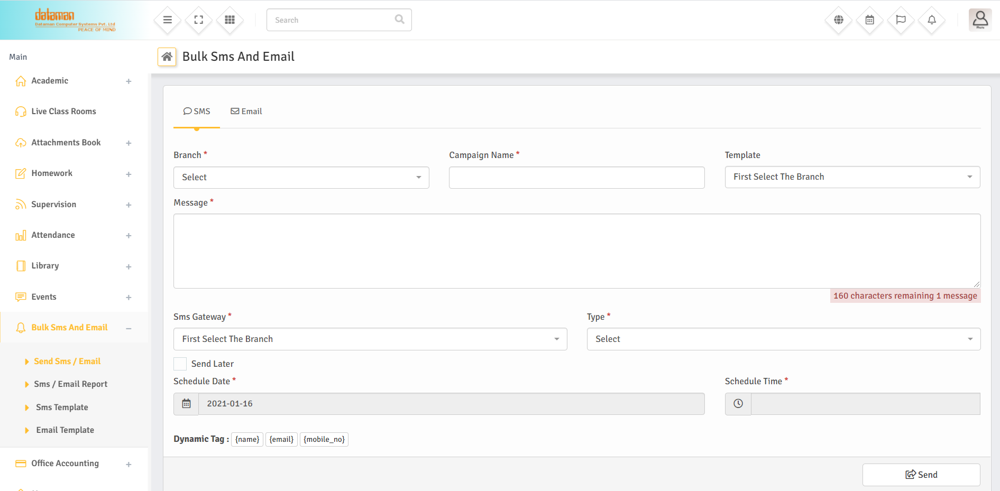 dataman
Dataman Computer Systems Pvt. Ltd
PEACE OF MIND
Search
Photo
Main
Academic
Live Class Rooms
Attachments Book
Homework
Supervision
Attendance
Library
Events
Bulk Sms And Email
Send Sms / Email
Sms / Email Report
Sms Template
Email Template
Office Accounting
Bulk Sms And Email
SMS Email
Branch * Campaign Name * Template
Select First Select The Branch
Message *
160 characters remaining 1 message
Sms Gateway * Type *
First Select The Branch Select
Send Later
Schedule Date * Schedule Time *
2021-01-16
Dynamic Tag : {name} {email} {mobile_no}
Send